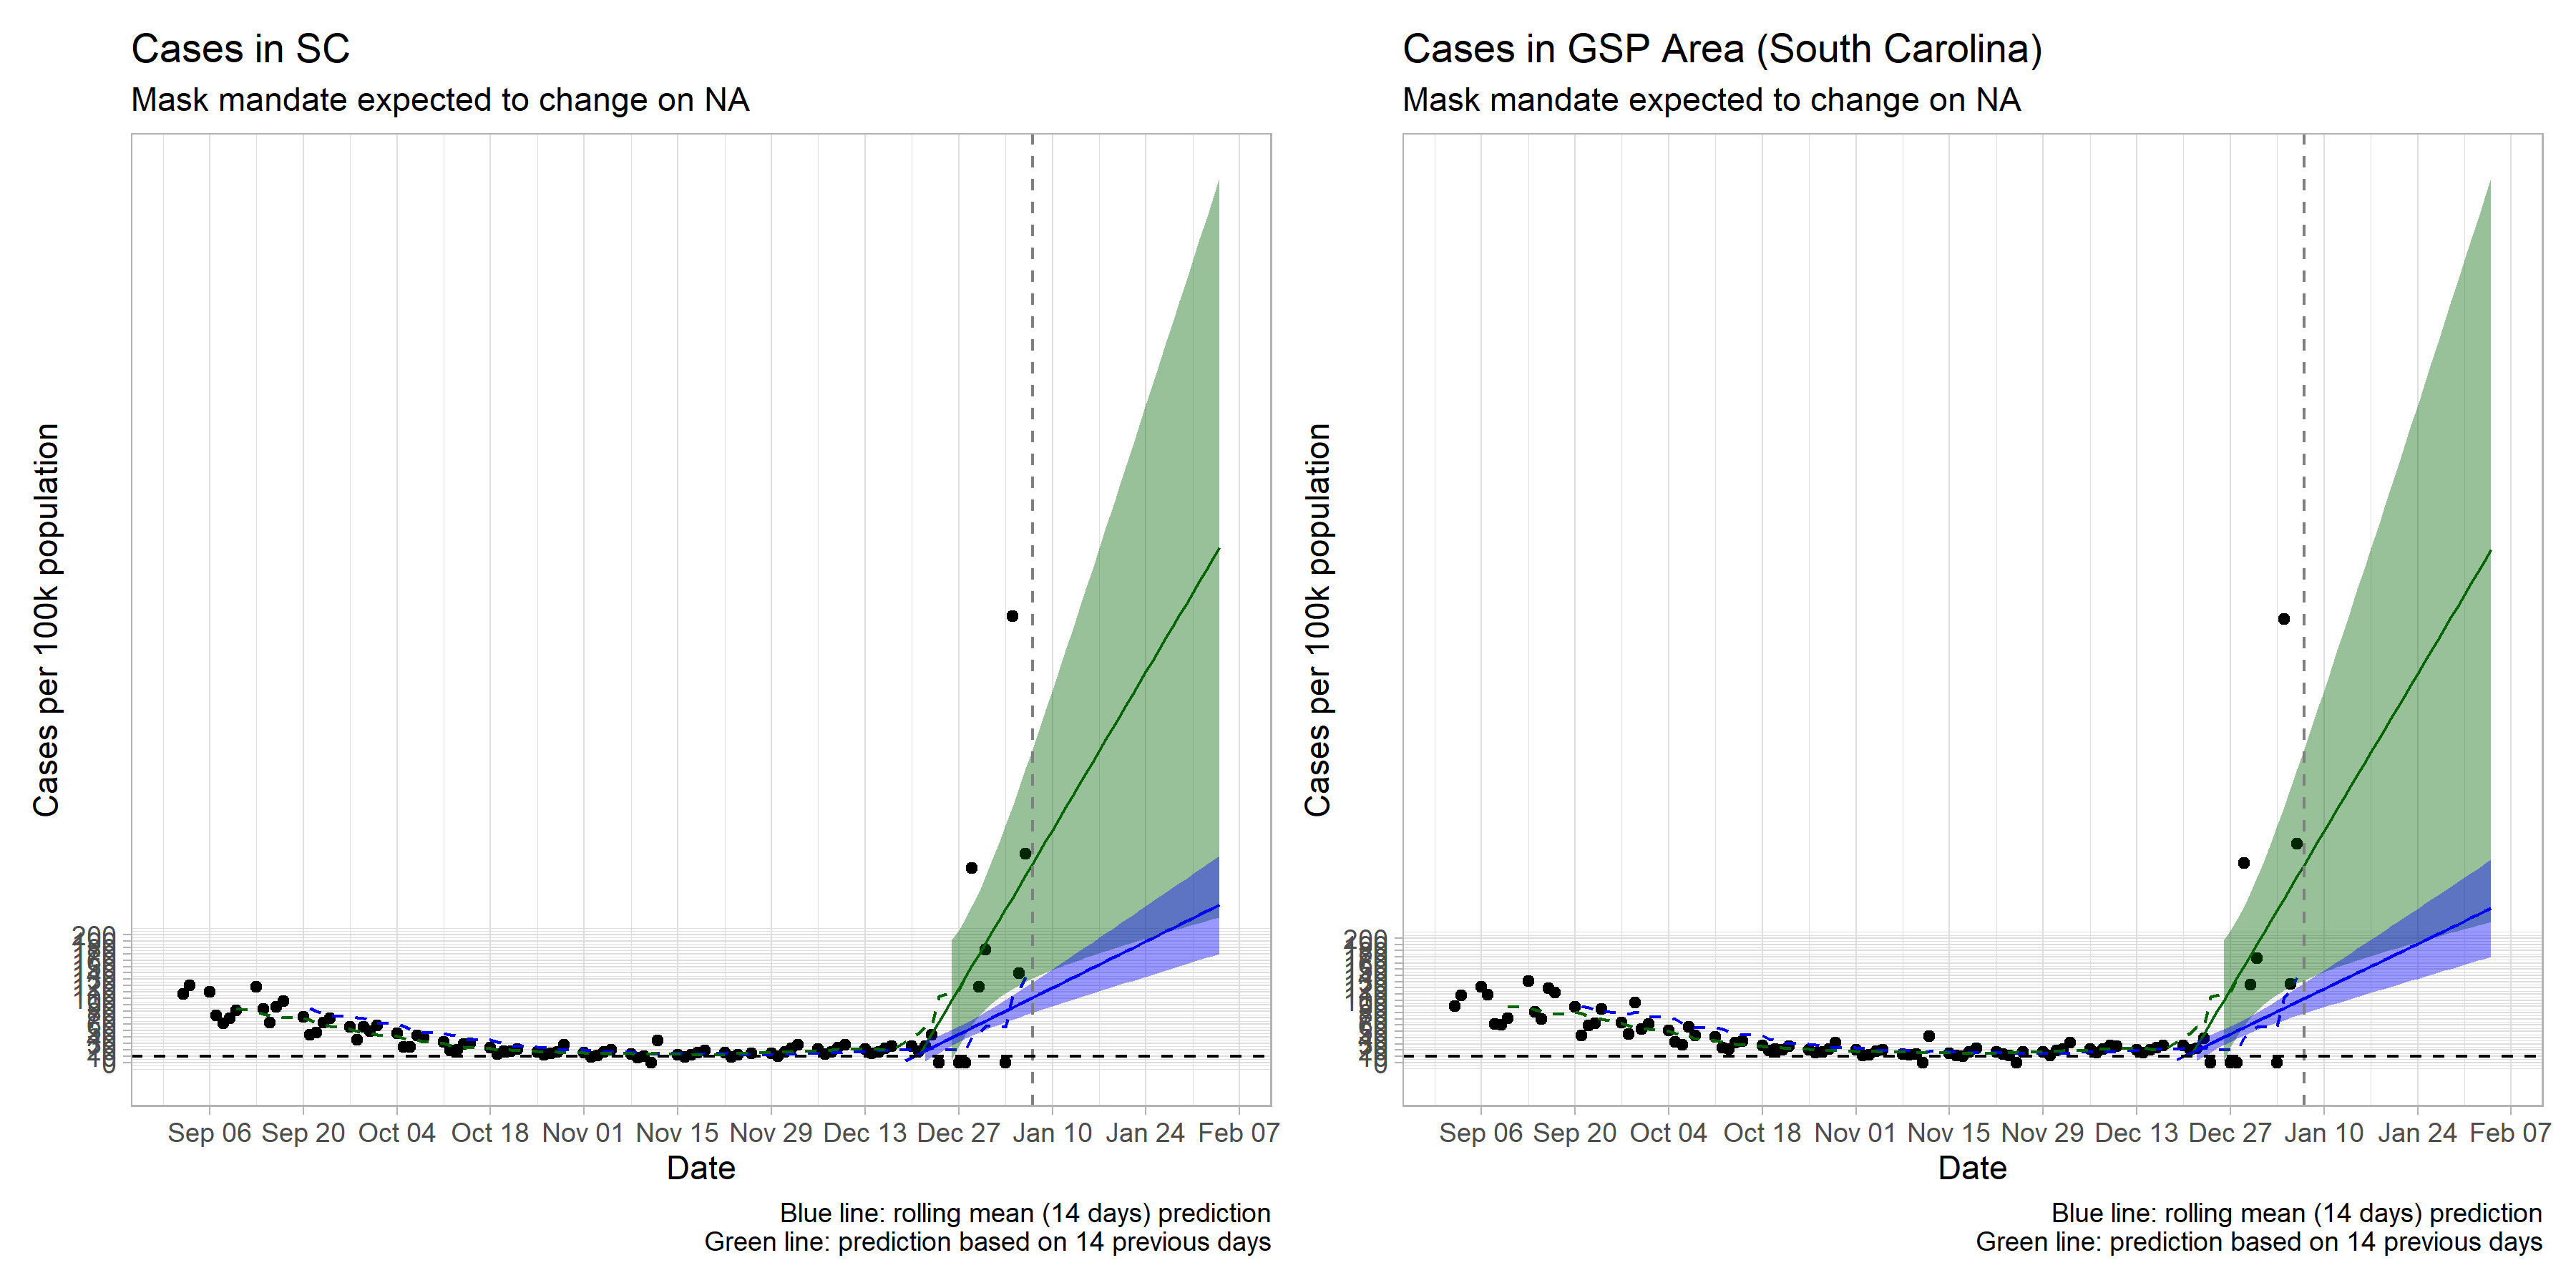 Cases in SC
Mask mandate expected to change on NA
Cases per 100k population
200
0
Sep 06 Sep 20 Oct 04 Oct 18 Nov 01 Nov 15 Nov 29 Dec 13 Dec 27 Jan 10 Jan 24 Feb 07
Date
Blue line: rolling mean (14 days) prediction
Green line: prediction based on 14 previous days
Cases in GSP Area (South Carolina)
Mask mandate expected to change on NA
Cases per 100k population
200
0
Sep 06 Sep 20 Oct 04 Oct 18 Nov 01 Nov 15 Nov 29 Dec 13 Dec 27 Jan 10 Jan 24 Feb 07
Date
Blue line: rolling mean (14 days) prediction
Green line: prediction based on 14 previous days